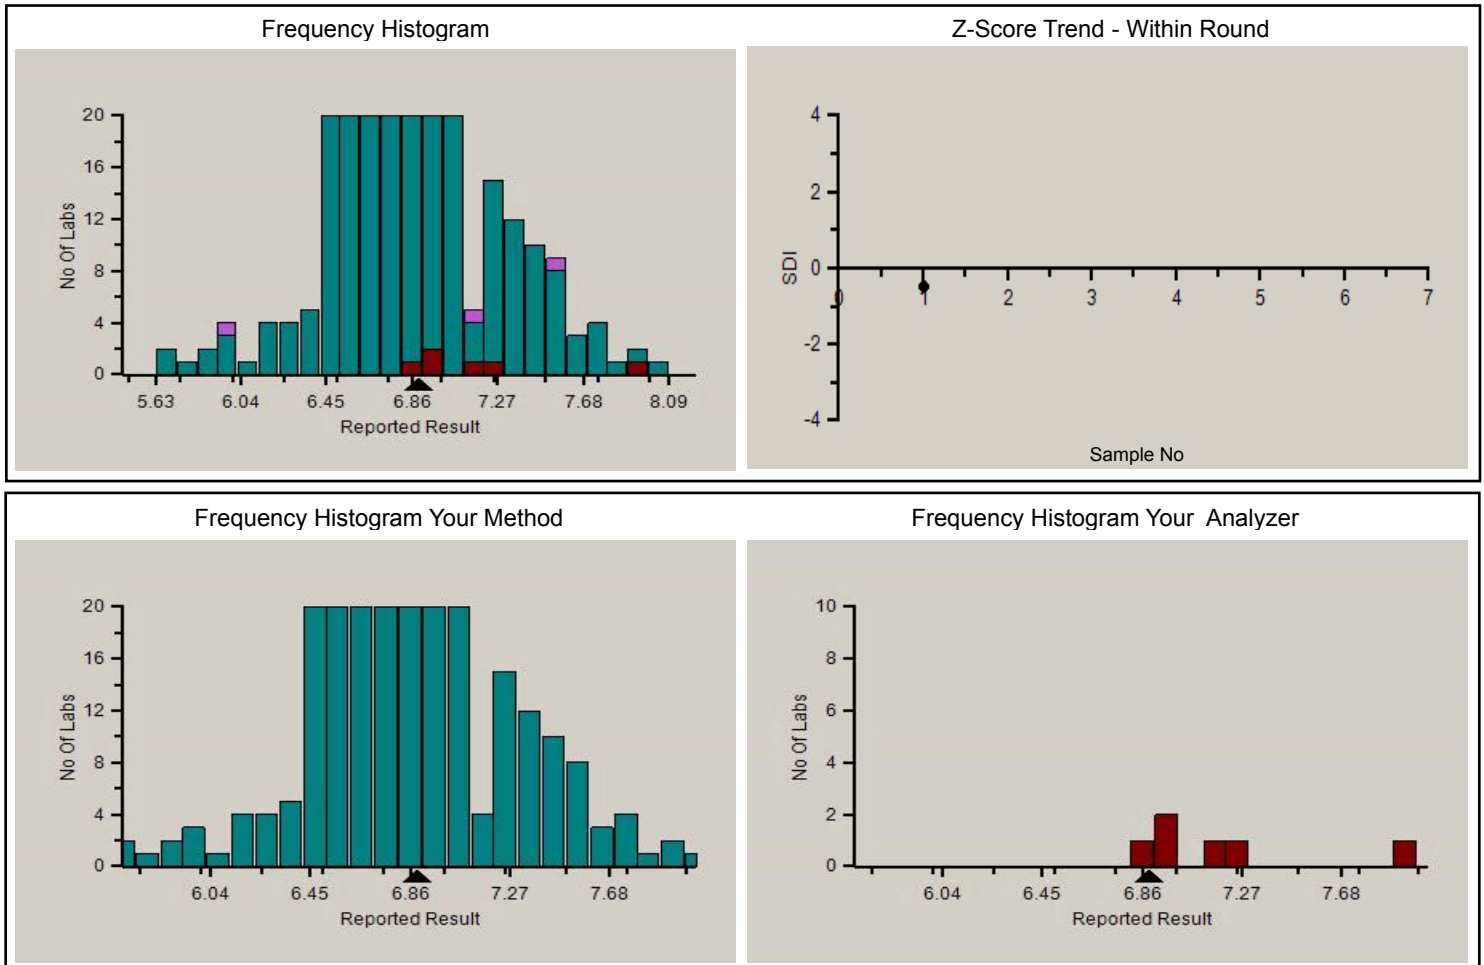 Frequency Histogram
20
16
12
8
4
0
No Of Labs
5.63 6.04 6.45 6.86 7.27 7.68 8.09
Reported Result
Z-Score Trend - Within Round
4
2
0
-2
-4
SDI
0 1 2 3 4 5 6 7
Sample No
Frequency Histogram Your Method
20
16
12
8
4
0
No Of Labs
6.04 6.45 6.86 7.27 7.68
Reported Result
Frequency Histogram Your Analyzer
10
8
6
4
2
0
No Of Labs
6.04 6.45 6.86 7.27 7.68
Reported Result